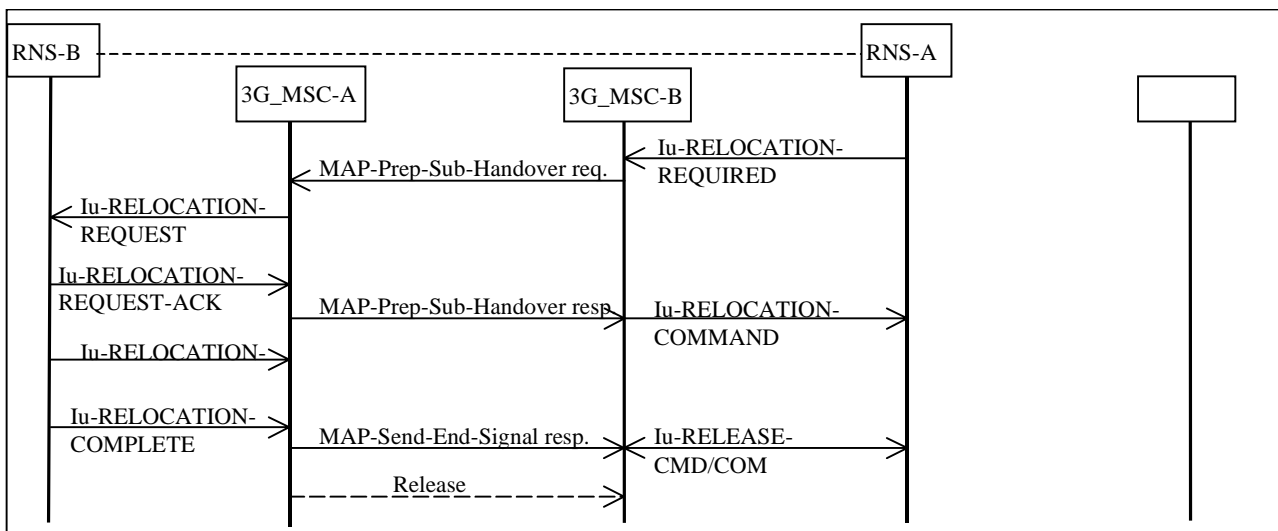 RNS-B
RNS-A
3G_MSC-A
3G_MSC-B
Iu-RELOCATION-
REQUIRED
MAP-Prep-Sub-Handover req.
Iu-RELOCATION-
REQUEST
Iu-RELOCATION-
REQUEST-ACK
MAP-Prep-Sub-Handover resp
Iu-RELOCATION-
COMMAND
Iu-RELOCATION-
Iu-RELOCATION-
COMPLETE
MAP-Send-End-Signal resp.
Iu-RELEASE-
CMD/COM
Release